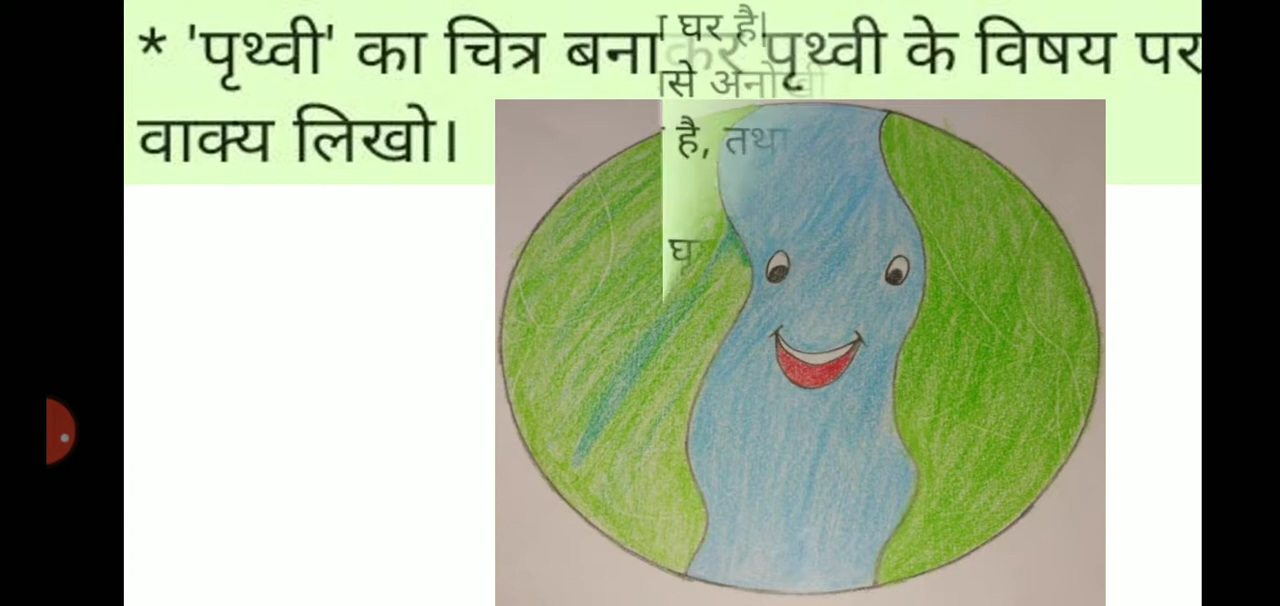 * 'पृथ्वी' का चित्र बनाकर पृथ्वी के विषय पर
वाक्य लिखो।
घर है।
से अनोखी
है, तथा